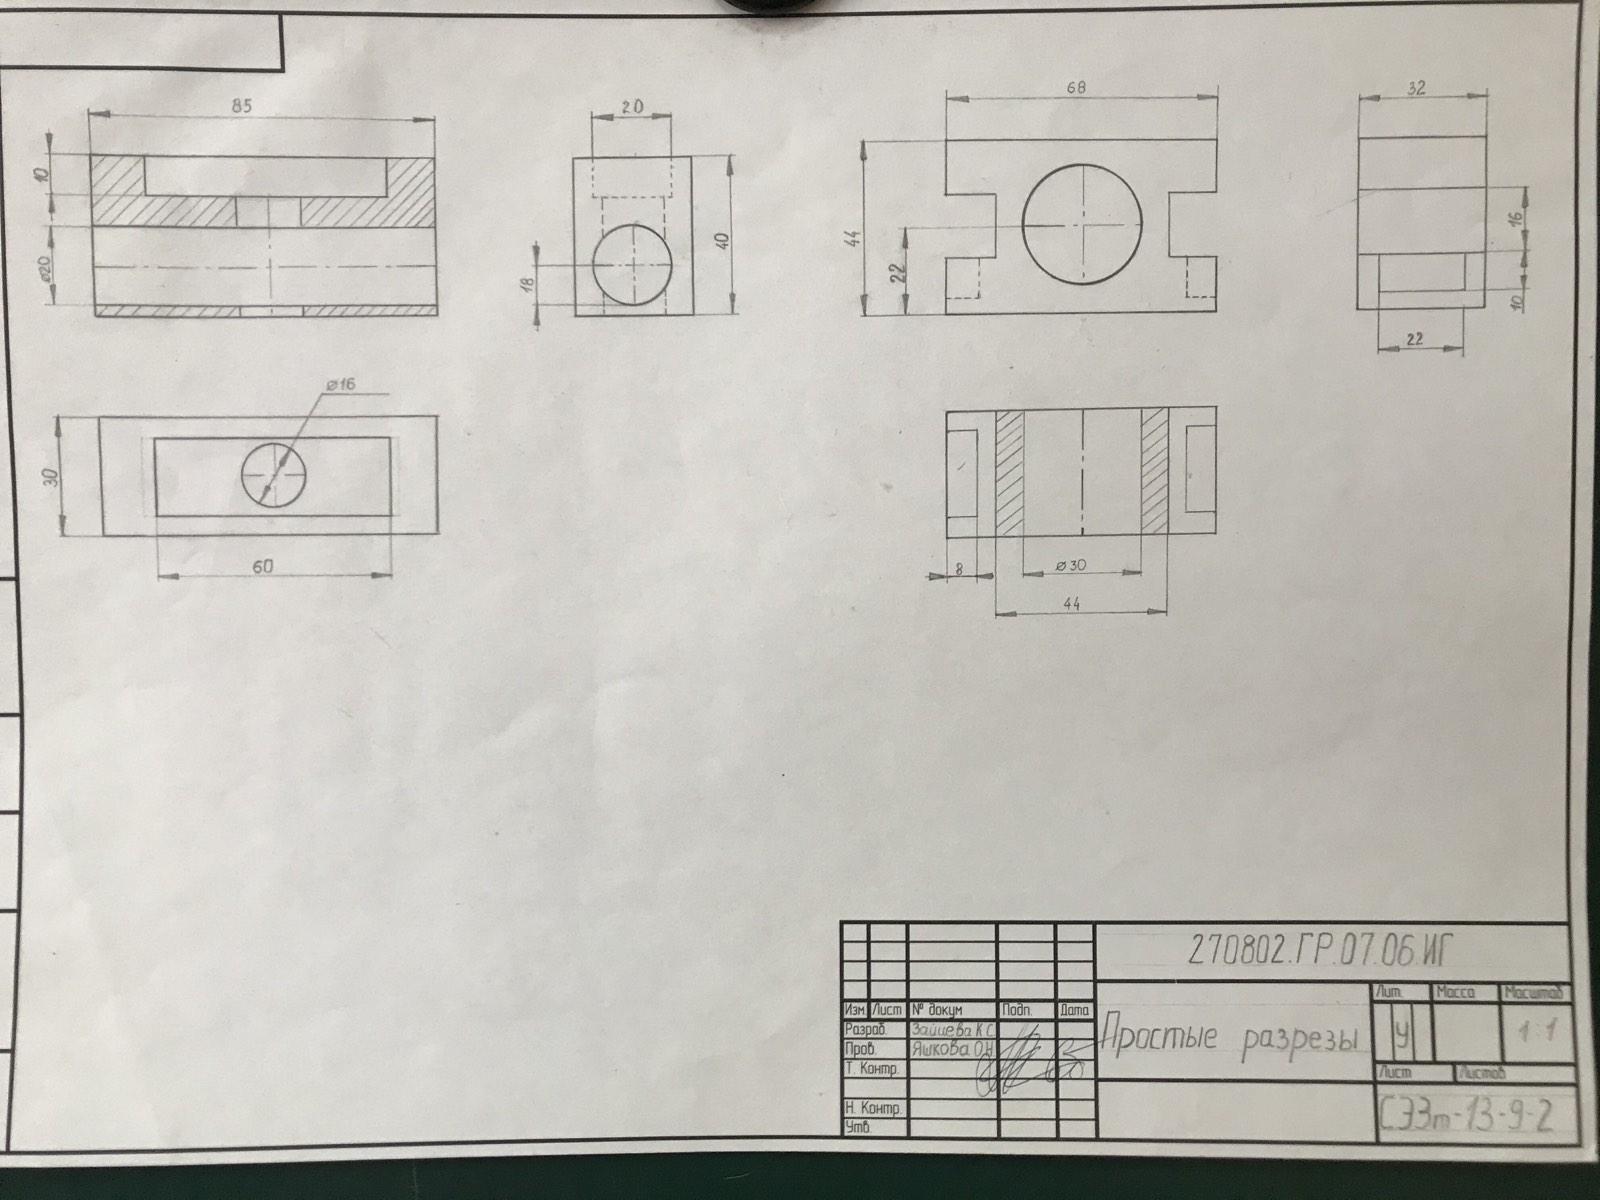 85
10
⌀20
20
18
40
⌀16
30
60
68
44
22
32
16
10
22
8
⌀30
44
270802.ГР.07.06.ИГ
Изм. Лист № докум Подп. Дата
Разраб. Зайцева К С.
Пров. Яшкова О.Н
Т. Контр.
Н. Контр.
Утв.
Простые разрезы
Лит. Масса Масштаб
У 1:1
Лист Листов
СЭЗт-13-9-2